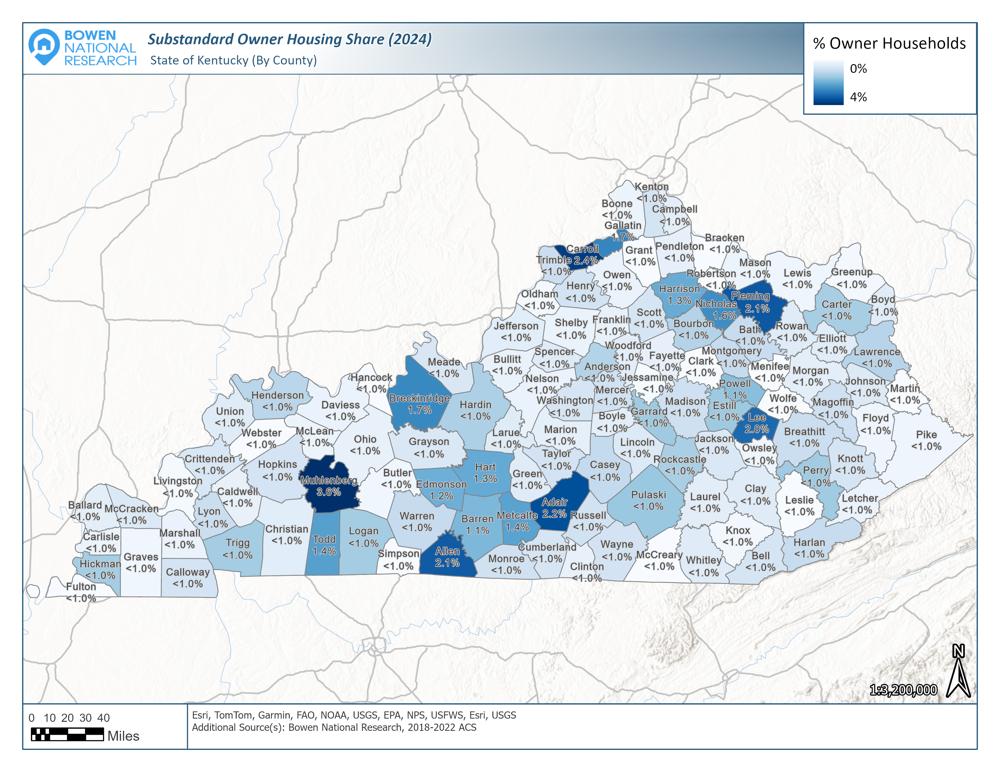 BOWEN
NATIONAL
RESEARCH
Substandard Owner Housing Share (2024)
State of Kentucky (By County)
% Owner Households
0%
4%
Kenton
<1.0%
Boone
<1.0%
Campbell
<1.0%
Gallatin
1.7%
Bracken
<1.0%
Carroll
2.4%
Grant
<1.0%
Pendleton
<1.0%
Trimble
<1.0%
Mason
<1.0%
Owen
<1.0%
Robertson
<1.0%
Lewis
<1.0%
Greenup
<1.0%
Henry
<1.0%
Harrison
1.3%
Oldham
<1.0%
Nicholas
1.6%
Fleming
2.1%
Carter
<1.0%
Boyd
<1.0%
Jefferson
<1.0%
Shelby
<1.0%
Franklin
<1.0%
Scott
<1.0%
Bourbon
<1.0%
Bath
<1.0%
Rowan
<1.0%
Elliott
<1.0%
Lawrence
<1.0%
Woodford
<1.0%
Spencer
<1.0%
Fayette
<1.0%
Montgomery
<1.0%
Clark
<1.0%
Meade
<1.0%
Bullitt
<1.0%
Anderson
<1.0%
Menifee
<1.0%
Morgan
<1.0%
Hancock
<1.0%
Nelson
<1.0%
Jessamine
<1.0%
Powell
1.1%
Johnson
<1.0%
Martin
<1.0%
Henderson
<1.0%
Breckinridge
1.7%
Hardin
<1.0%
Mercer
<1.0%
Washington
<1.0%
Madison
<1.0%
Estill
<1.0%
Wolfe
<1.0%
Magoffin
<1.0%
Union
<1.0%
Daviess
<1.0%
Boyle
<1.0%
Garrard
<1.0%
Lee
2.0%
Floyd
<1.0%
Webster
<1.0%
McLean
<1.0%
Ohio
<1.0%
Grayson
<1.0%
Larue
<1.0%
Marion
<1.0%
Lincoln
<1.0%
Jackson
<1.0%
Owsley
<1.0%
Breathitt
<1.0%
Pike
<1.0%
Crittenden
<1.0%
Hopkins
<1.0%
Butler
<1.0%
Hart
1.3%
Taylor
<1.0%
Green
<1.0%
Casey
<1.0%
Rockcastle
<1.0%
Perry
<1.0%
Knott
<1.0%
Livingston
<1.0%
Caldwell
<1.0%
Muhlenberg
3.6%
Edmonson
1.2%
Adair
2.2%
Pulaski
<1.0%
Laurel
<1.0%
Clay
<1.0%
Leslie
<1.0%
Letcher
<1.0%
Ballard
<1.0%
McCracken
<1.0%
Lyon
<1.0%
Warren
<1.0%
Barren
1.1%
Metcalfe
1.4%
Russell
<1.0%
Carlisle
<1.0%
Marshall
<1.0%
Trigg
<1.0%
Christian
<1.0%
Todd
1.4%
Logan
<1.0%
Simpson
<1.0%
Allen
2.1%
Monroe
<1.0%
Cumberland
<1.0%
Clinton
<1.0%
Wayne
<1.0%
McCreary
<1.0%
Whitley
<1.0%
Knox
<1.0%
Bell
<1.0%
Harlan
<1.0%
Hickman
<1.0%
Graves
<1.0%
Calloway
<1.0%
Fulton
<1.0%
N
1:3,200,000
0 10 20 30 40
Miles
Esri, TomTom, Garmin, FAO, NOAA, USGS, EPA, NPS, USFWS, Esri, USGS
Additional Source(s): Bowen National Research, 2018-2022 ACS